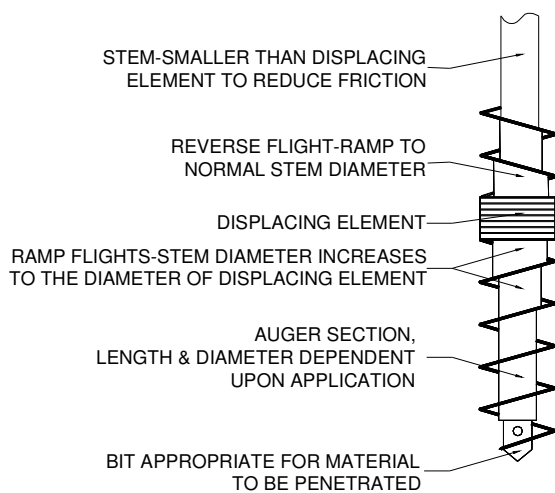 STEM-SMALLER THAN DISPLACING
ELEMENT TO REDUCE FRICTION
REVERSE FLIGHT-RAMP TO
NORMAL STEM DIAMETER
DISPLACING ELEMENT
RAMP FLIGHTS-STEM DIAMETER INCREASES
TO THE DIAMETER OF DISPLACING ELEMENT
AUGER SECTION,
LENGTH & DIAMETER DEPENDENT
UPON APPLICATION
BIT APPROPRIATE FOR MATERIAL
TO BE PENETRATED